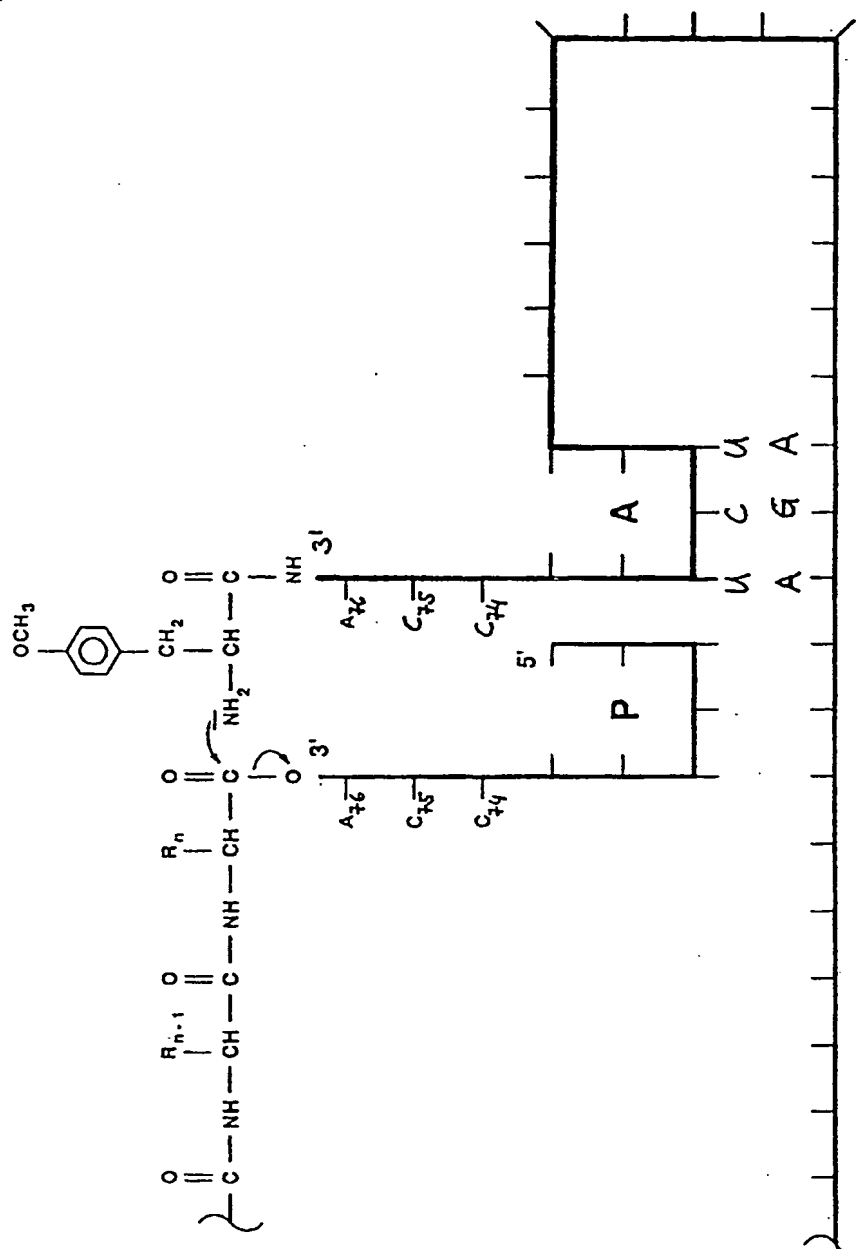 OCH₃
O R n-1 O R n O CH₂ O
C NH CH C NH CH C NH₂ CH C
O NH
3' 3'
A76 A76
C75 C75
C74 C74
5'
P A
U C U
A G A